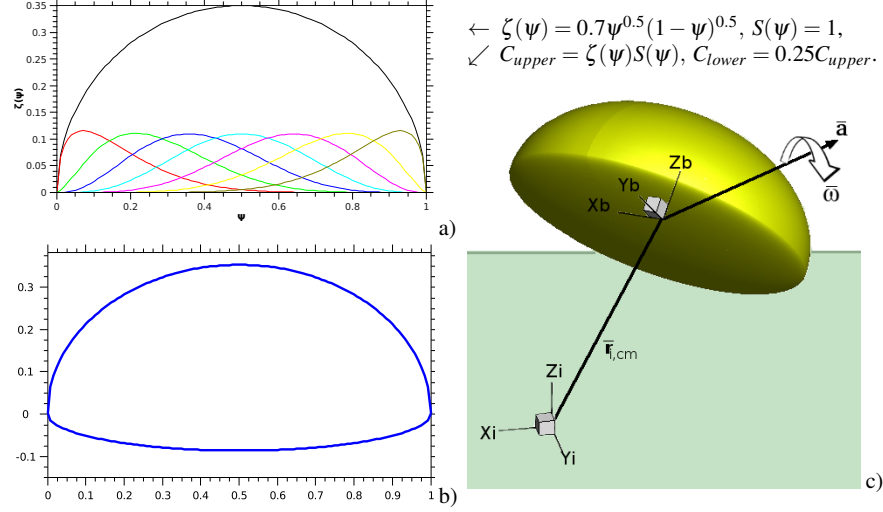 ← ζ(ψ) = 0.7ψ^0.5(1 − ψ)^0.5, S(ψ) = 1,
↙ C_upper = ζ(ψ)S(ψ), C_lower = 0.25C_upper.
0.35
0.3
0.25
0.2
0.15
0.1
0.05
0
ζ(ψ)
0 0.2 0.4 0.6 0.8 1
ψ
a)
0.3
0.2
0.1
0
-0.1
0 0.1 0.2 0.3 0.4 0.5 0.6 0.7 0.8 0.9 1
b)
ā
ω̄
Zb
Yb
Xb
r̄i,cm
Zi
Xi
Yi
c)